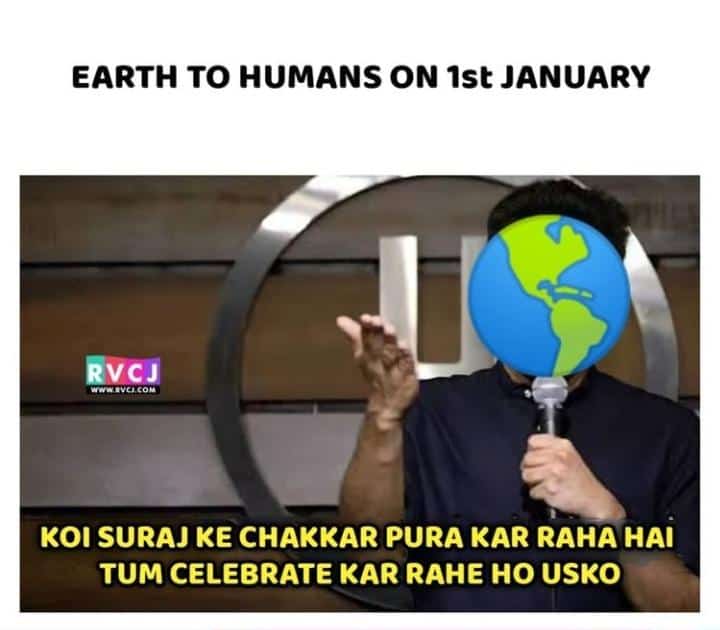 EARTH TO HUMANS ON 1st JANUARY
U
RVCJ
WWW.RVCJ.COM
KOI SURAJ KE CHAKKAR PURA KAR RAHA HAI
TUM CELEBRATE KAR RAHE HO USKO